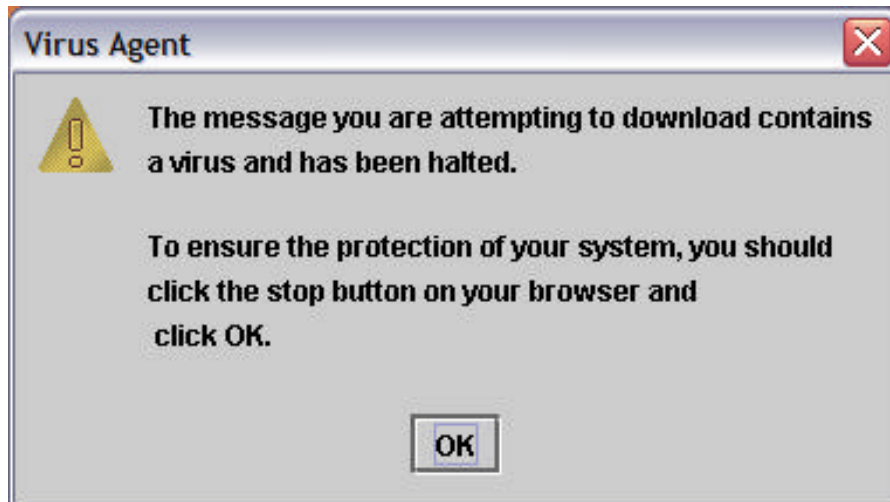 Virus Agent
The message you are attempting to download contains
a virus and has been halted.
To ensure the protection of your system, you should
click the stop button on your browser and
click OK.
OK